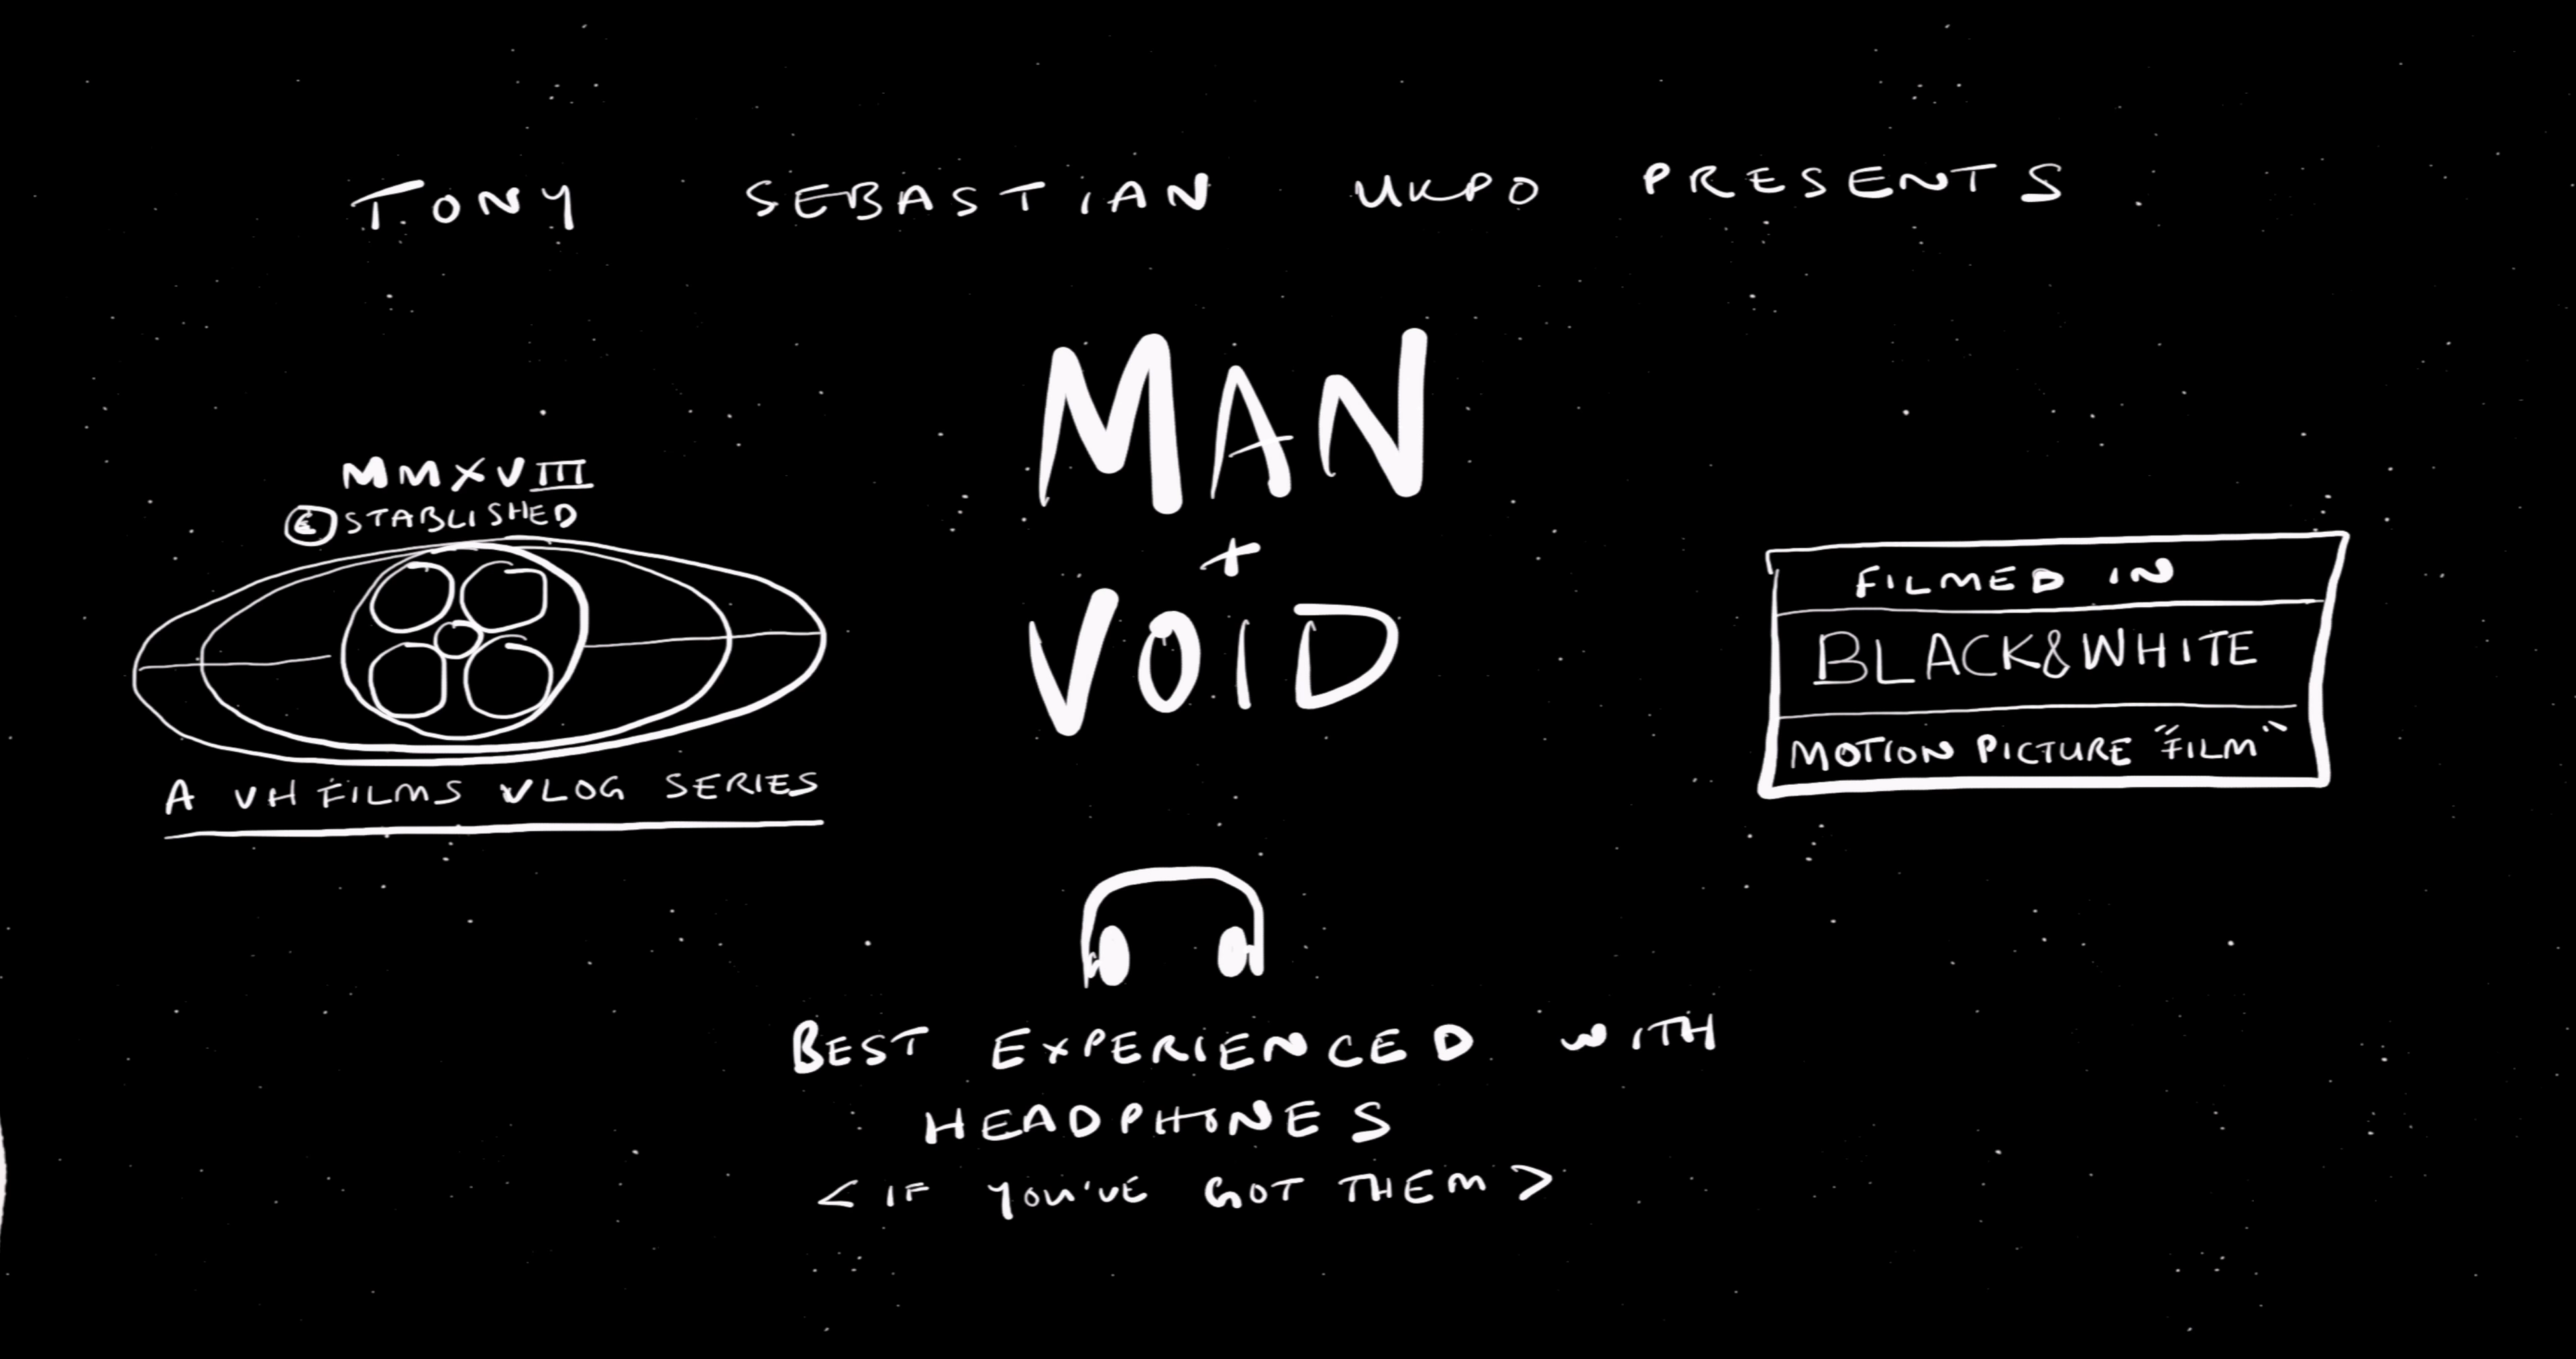 TONY SEBASTIAN UKPO PRESENTS
MAN
+
VOID
MMXVIII
ESTABLISHED
A VH FILMS VLOG SERIES
FILMED IN
BLACK&WHITE
MOTION PICTURE "FILM"
BEST EXPERIENCED WITH
HEADPHONES
<IF YOU'VE GOT THEM>